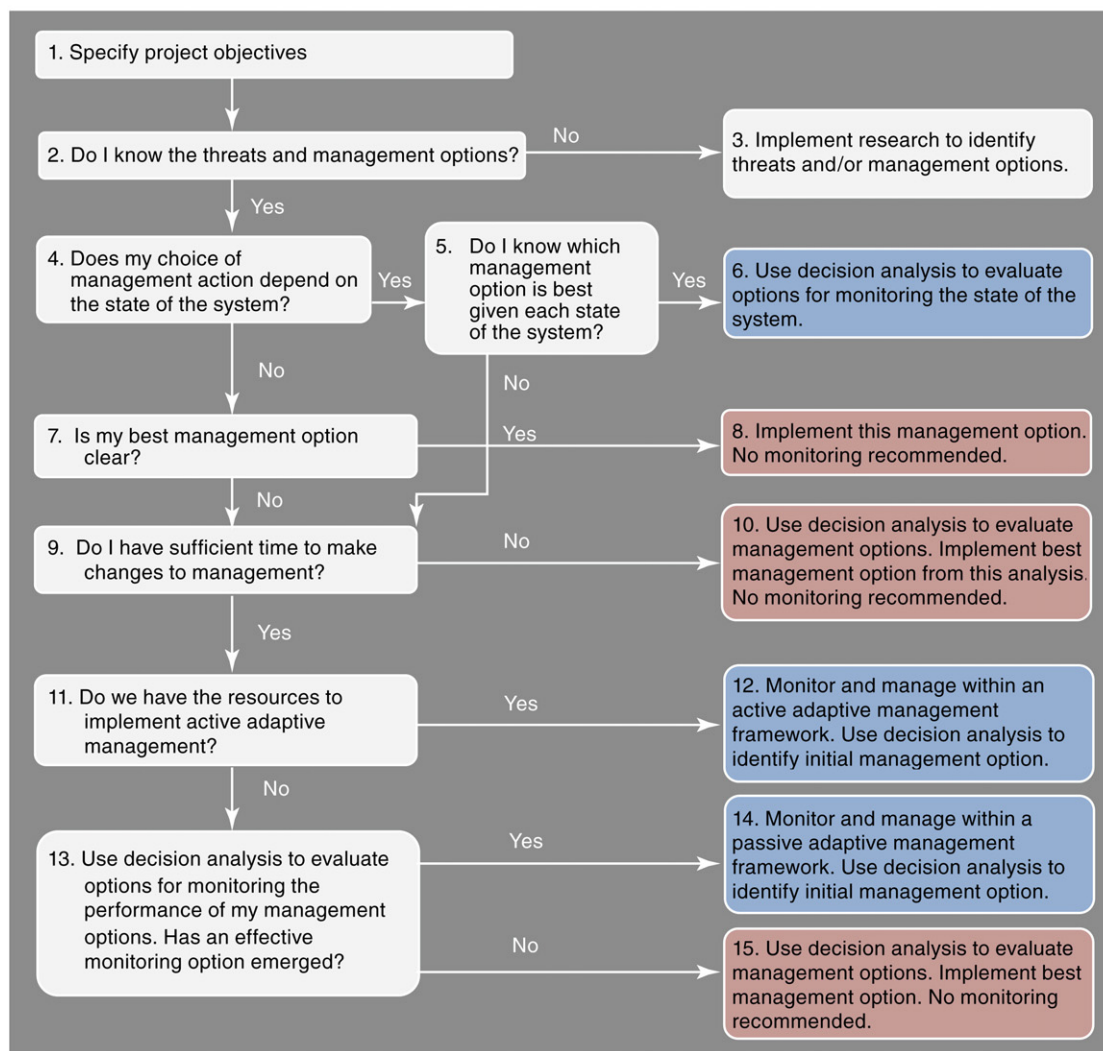 1. Specify project objectives
2. Do I know the threats and management options?
No
3. Implement research to identify
threats and/or management options.
Yes
4. Does my choice of
management action depend on
the state of the system?
Yes
5. Do I know which
management
option is best
given each state
of the system?
Yes
6. Use decision analysis to evaluate
options for monitoring the state of the
system.
No
No
7. Is my best management option
clear?
Yes
8. Implement this management option.
No monitoring recommended.
No
9. Do I have sufficient time to make
changes to management?
No
10. Use decision analysis to evaluate
management options. Implement best
management option from this analysis.
No monitoring recommended.
Yes
11. Do we have the resources to
implement active adaptive
management?
Yes
12. Monitor and manage within an
active adaptive management
framework. Use decision analysis to
identify initial management option.
No
13. Use decision analysis to evaluate
options for monitoring the
performance of my management
options. Has an effective
monitoring option emerged?
Yes
14. Monitor and manage within a
passive adaptive management
framework. Use decision analysis to
identify initial management option.
No
15. Use decision analysis to evaluate
management options. Implement best
management option. No monitoring
recommended.